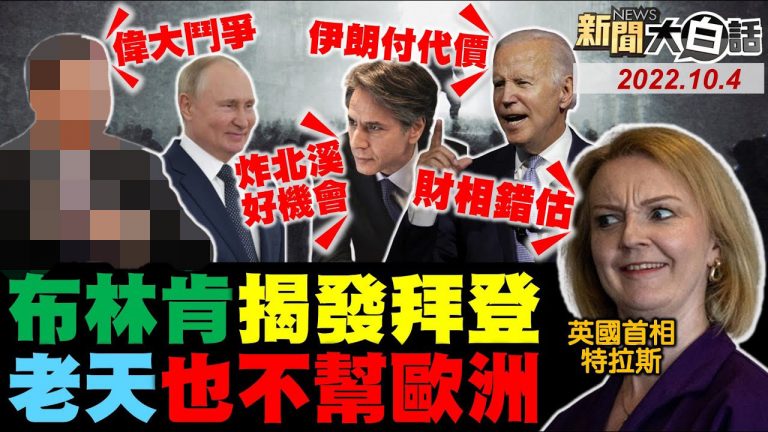 NEWS
新聞大白話
2022.10.4
偉大鬥爭
伊朗付代價
炸北溪
好機會
財相錯估
英國首相
特拉斯
布林肯揭發拜登
老天也不幫歐洲